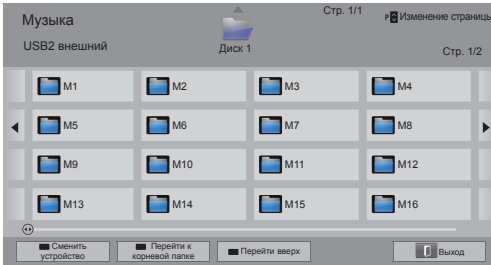 Музыка
Стр. 1/1
P Изменение страницы
USB2 внешний
Диск 1
Стр. 1/2
M1
M2
M3
M4
M5
M6
M7
M8
M9
M10
M11
M12
M13
M14
M15
M16
Сменить
устройство
Перейти к
корневой папке
Перейти вверх
Выход